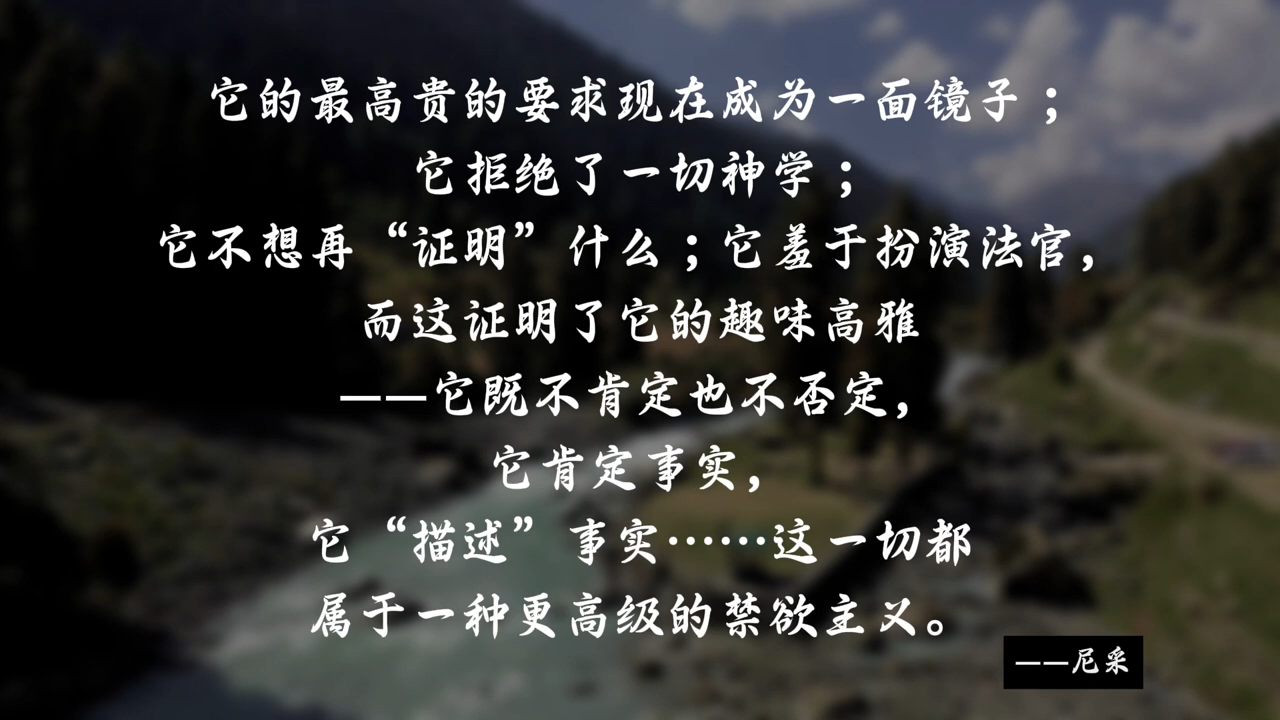 它的最高贵的要求现在成为一面镜子；
它拒绝了一切神学；
它不想再“证明”什么；它羞于扮演法官，
而这证明了它的趣味高雅
——它既不肯定也不否定，
它肯定事实，
它“描述”事实……这一切都
属于一种更高级的禁欲主义。
——尼采